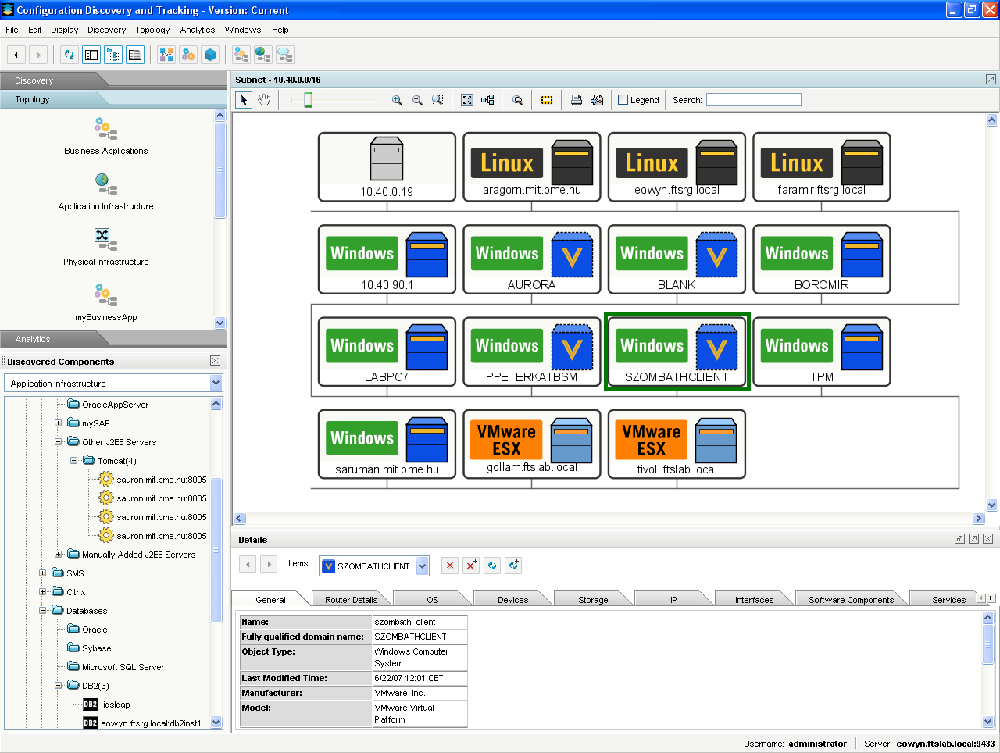 Configuration Discovery and Tracking - Version: Current
File Edit Display Discovery Topology Analytics Windows Help
Discovery
Topology
Business Applications
Application Infrastructure
Physical Infrastructure
myBusinessApp
Analytics
Discovered Components
Application Infrastructure
OracleAppServer
mySAP
Other J2EE Servers
Tomcat(4)
sauron.mit.bme.hu:8005
sauron.mit.bme.hu:8005
sauron.mit.bme.hu:8005
sauron.mit.bme.hu:8005
Manually Added J2EE Servers
SMS
Citrix
Databases
Oracle
Sybase
Microsoft SQL Server
DB2(3)
DB2 :idsldap
DB2 eowyn.ftsrg.local:db2inst1
Subnet - 10.40.0.0/16
Legend Search:
Linux Linux Linux
10.40.0.19 aragorn.mit.bme.hu eowyn.ftsrg.local faramir.ftsrg.local
Windows Windows V Windows V Windows
10.40.90.1 AURORA BLANK BOROMIR
Windows Windows V Windows V Windows
LABPC7 PPETERKATBSM SZOMBATHCLIENT TPM
Windows VMware ESX VMware ESX
saruman.mit.bme.hu gollam.ftslab.local tivoli.ftslab.local
Details
Items: V SZOMBATHCLIENT
General Router Details OS Devices Storage IP Interfaces Software Components Services
Name: szombath_client
Fully qualified domain name: SZOMBATHCLIENT
Object Type: Windows Computer
System
Last Modified Time: 6/22/07 12:01 CET
Manufacturer: VMware, Inc.
Model: VMware Virtual
Platform
Username: administrator Server: eowyn.ftslab.local:9433